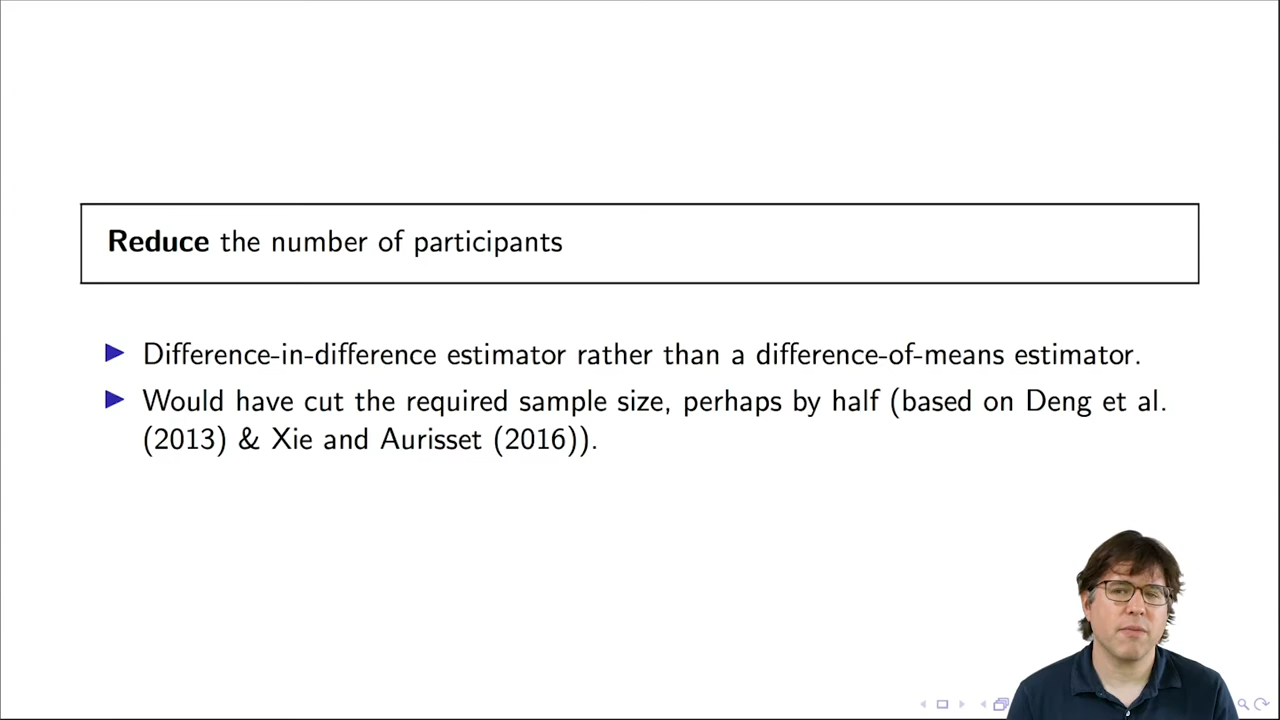 Reduce the number of participants
Difference-in-difference estimator rather than a difference-of-means estimator.
Would have cut the required sample size, perhaps by half (based on Deng et al.
(2013) & Xie and Aurisset (2016)).